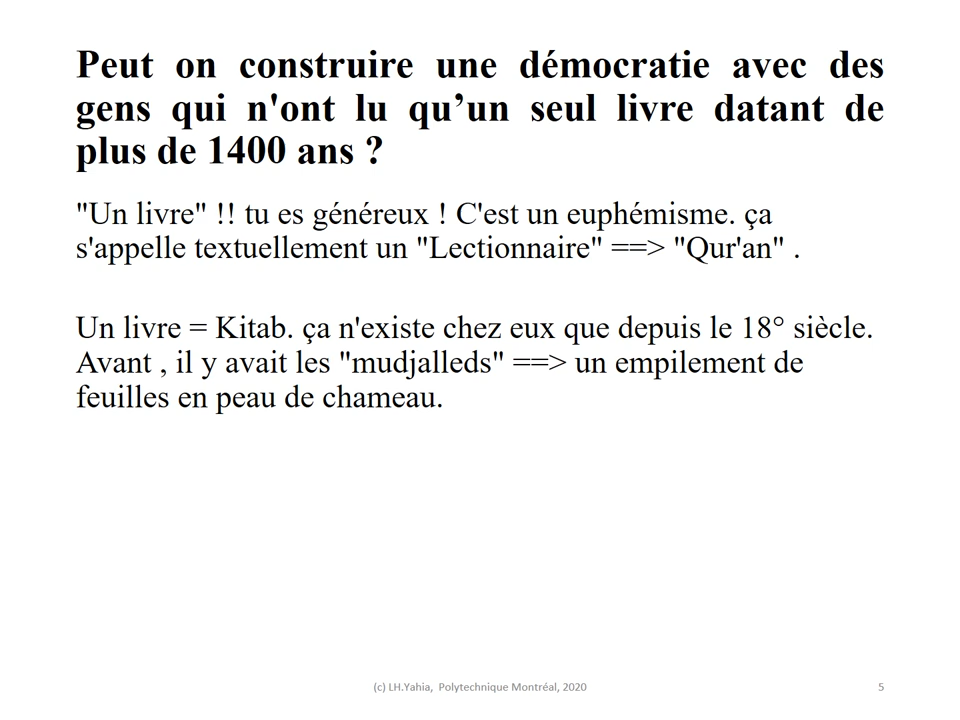 Peut on construire une démocratie avec des
gens qui n'ont lu qu’un seul livre datant de
plus de 1400 ans ?
"Un livre" !! tu es généreux ! C'est un euphémisme. ça
s'appelle textuellement un "Lectionnaire" ==> "Qur'an" .
Un livre = Kitab. ça n'existe chez eux que depuis le 18° siècle.
Avant , il y avait les "mudjalleds" ==> un empilement de
feuilles en peau de chameau.
(c) LH.Yahia, Polytechnique Montréal, 2020
5